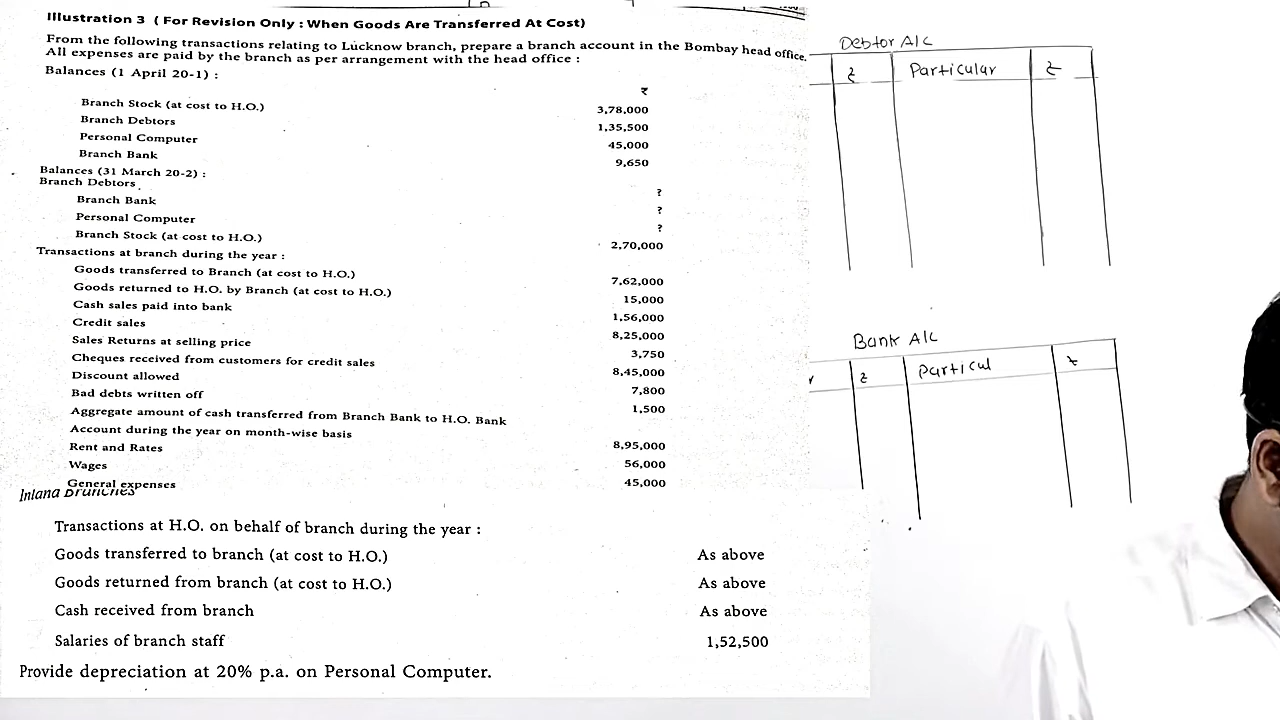 Illustration 3 ( For Revision Only : When Goods Are Transferred At Cost)
From the following transactions relating to Lucknow branch, prepare a branch account in the Bombay head office.
All expenses are paid by the branch as per arrangement with the head office :
Balances (1 April 20-1) :
₹
Branch Stock (at cost to H.O.) 3,78,000
Branch Debtors 1,35,500
Personal Computer 45,000
Branch Bank 9,650
Balances (31 March 20-2) :
Branch Debtors ?
Branch Bank ?
Personal Computer ?
Branch Stock (at cost to H.O.) 2,70,000
Transactions at branch during the year :
Goods transferred to Branch (at cost to H.O.) 7,62,000
Goods returned to H.O. by Branch (at cost to H.O.) 15,000
Cash sales paid into bank 1,56,000
Credit sales 8,25,000
Sales Returns at selling price 3,750
Cheques received from customers for credit sales 8,45,000
Discount allowed 7,800
Bad debts written off 1,500
Aggregate amount of cash transferred from Branch Bank to H.O. Bank
Account during the year on month-wise basis 8,95,000
Rent and Rates 56,000
Wages 45,000
General expenses
Inland Branches
Transactions at H.O. on behalf of branch during the year :
Goods transferred to branch (at cost to H.O.) As above
Goods returned from branch (at cost to H.O.) As above
Cash received from branch As above
Salaries of branch staff 1,52,500
Provide depreciation at 20% p.a. on Personal Computer.
Debtor A/c
₹ Particular ₹
Bank A/c
₹ Particul ₹